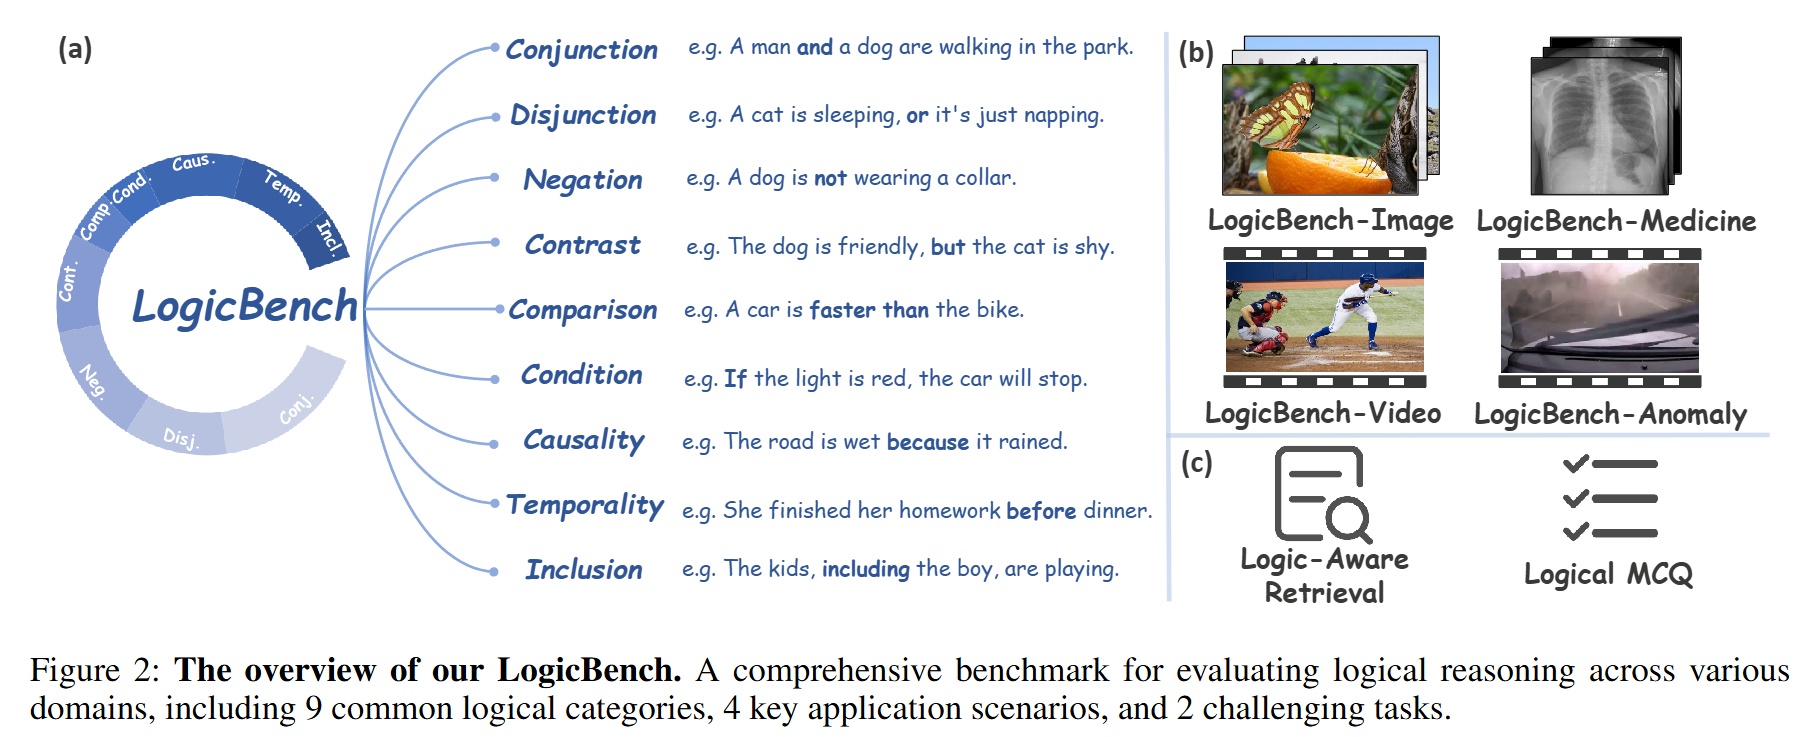 (a)
Caus.
Temp.
Incl.
Cond.
Comp.
Cont.
Neg.
Disj.
Conj.
LogicBench
Conjunction e.g. A man and a dog are walking in the park.
Disjunction e.g. A cat is sleeping, or it's just napping.
Negation e.g. A dog is not wearing a collar.
Contrast e.g. The dog is friendly, but the cat is shy.
Comparison e.g. A car is faster than the bike.
Condition e.g. If the light is red, the car will stop.
Causality e.g. The road is wet because it rained.
Temporality e.g. She finished her homework before dinner.
Inclusion e.g. The kids, including the boy, are playing.
(b)
LogicBench-Image
LogicBench-Medicine
LogicBench-Video
LogicBench-Anomaly
(c)
Logic-Aware
Retrieval
Logical MCQ
Figure 2: The overview of our LogicBench. A comprehensive benchmark for evaluating logical reasoning across various
domains, including 9 common logical categories, 4 key application scenarios, and 2 challenging tasks.